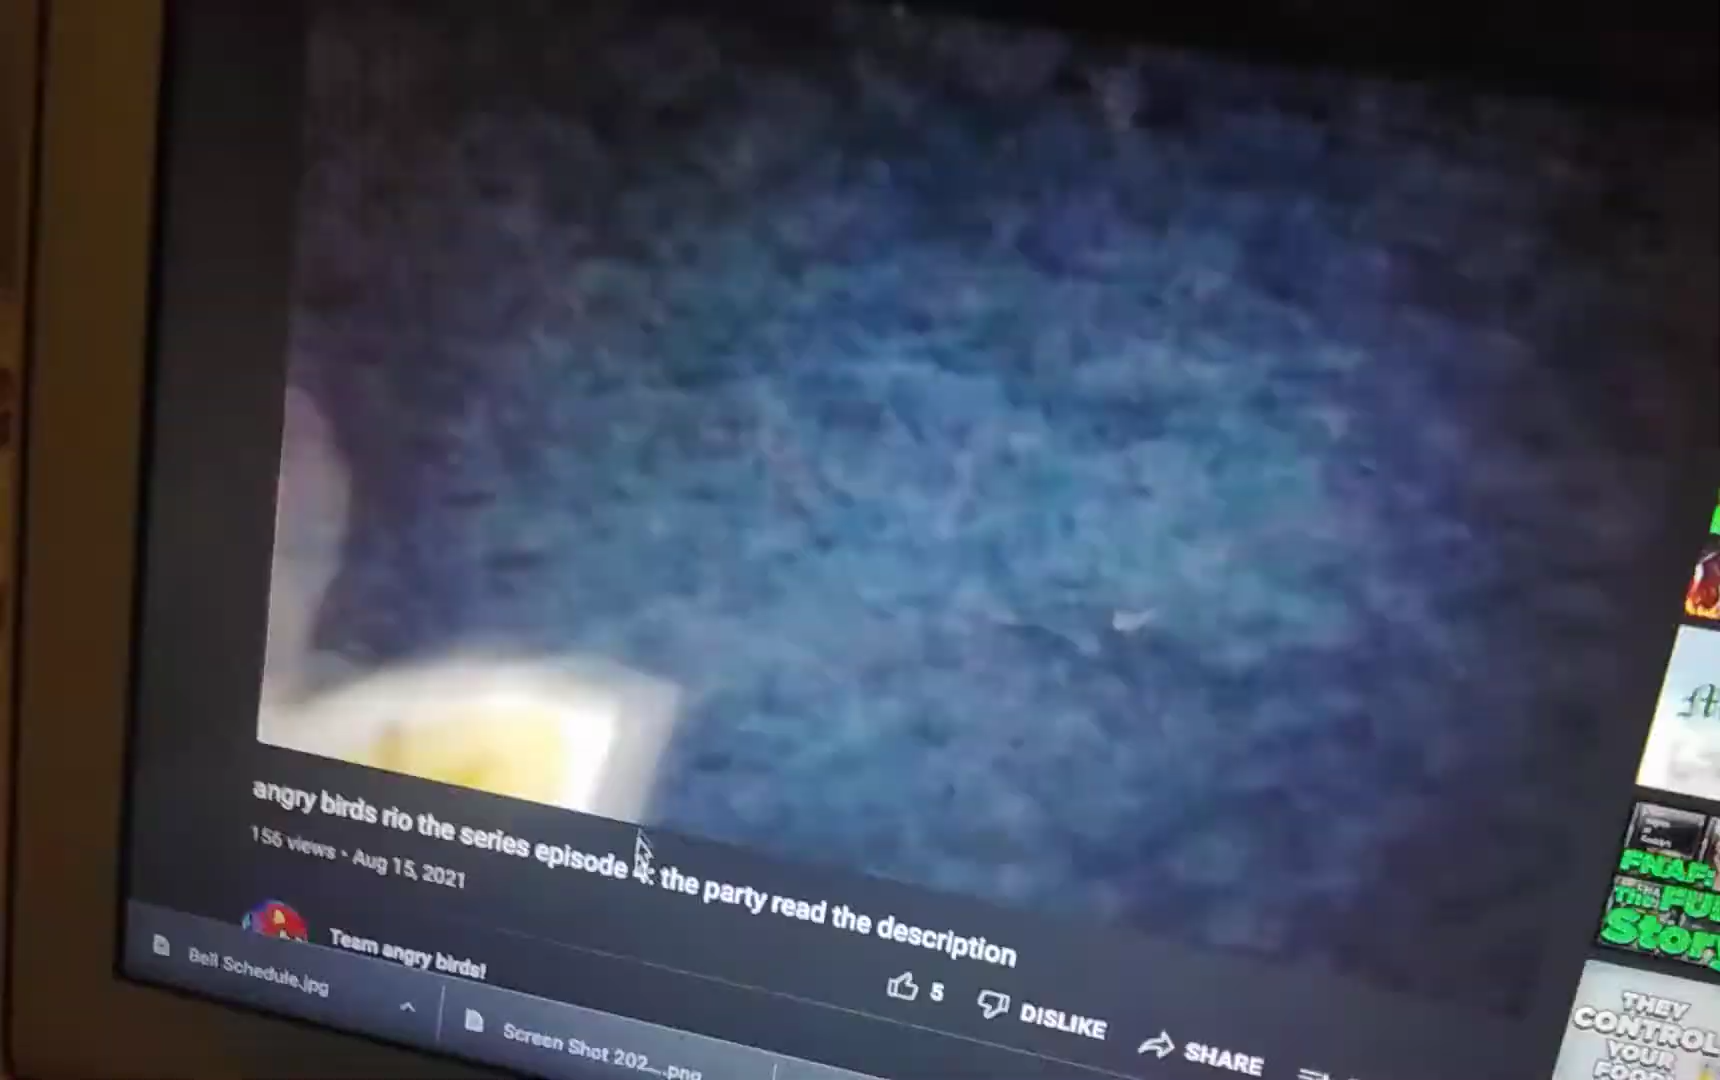 angry birds rio the series episode 4: the party read the description
156 views • Aug 15, 2021
Team angry birds!
5 DISLIKE SHARE
Bell Schedule.jpg
Screen Shot 202....png
FNAF:
Story
THEY
CONTROL
YOUR
FOOD